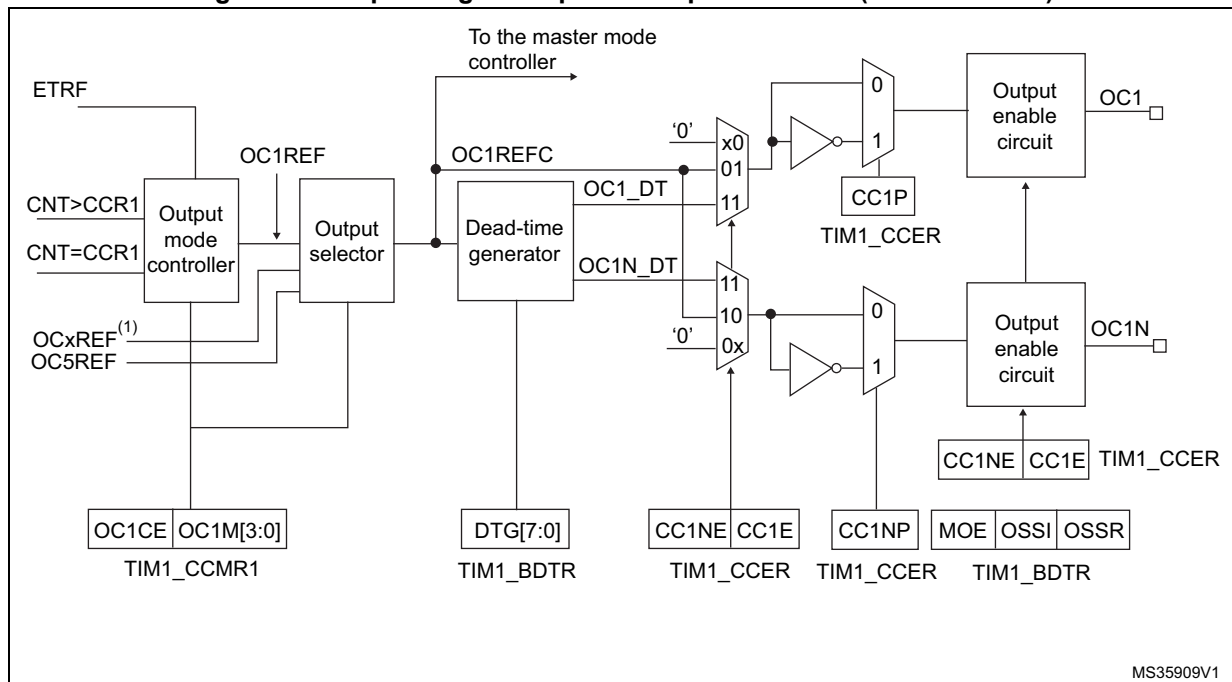 To the master mode
controller
ETRF
OC1REF
CNT>CCR1
CNT=CCR1
Output
mode
controller
Output
selector
OCxREF(1)
OC5REF
OC1REFC
Dead-time
generator
OC1_DT
OC1N_DT
'0'
x0
01
11
11
10
0x
'0'
0
1
CC1P
TIM1_CCER
0
1
Output
enable
circuit
OC1
Output
enable
circuit
OC1N
CC1NE CC1E TIM1_CCER
OC1CE OC1M[3:0]
TIM1_CCMR1
DTG[7:0]
TIM1_BDTR
CC1NE CC1E
TIM1_CCER
CC1NP
TIM1_CCER
MOE OSSI OSSR
TIM1_BDTR
MS35909V1